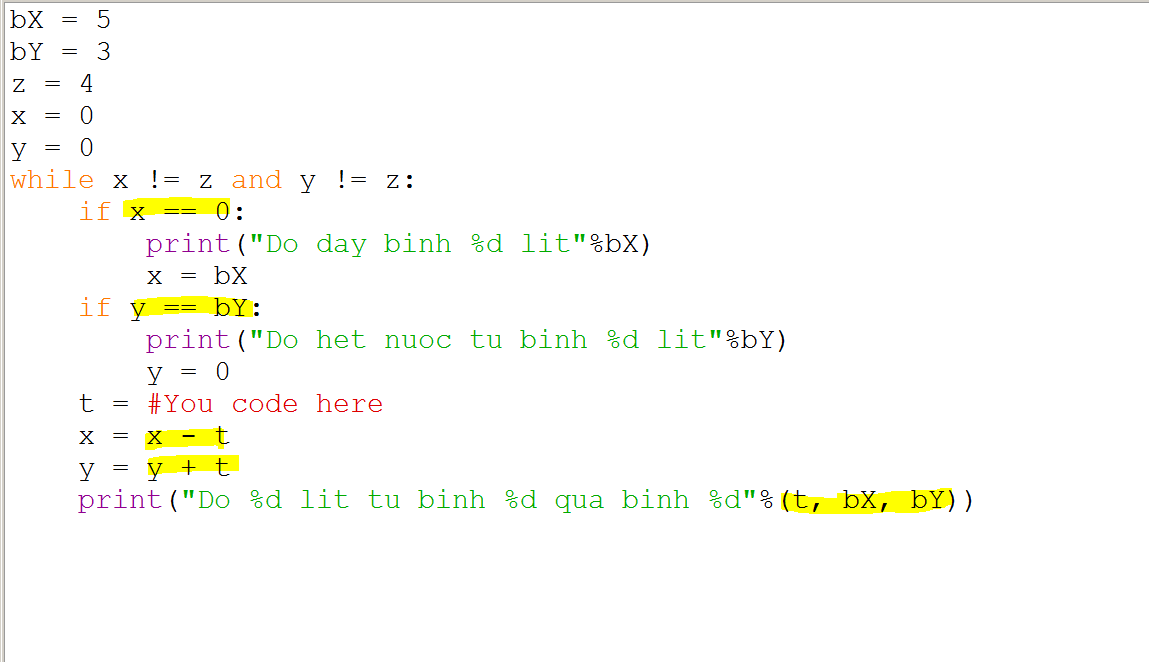 bX = 5
bY = 3
z = 4
x = 0
y = 0
while x != z and y != z:
    if x == 0:
        print("Do day binh %d lit"%bX)
        x = bX
    if y == bY:
        print("Do het nuoc tu binh %d lit"%bY)
        y = 0
    t = #You code here
    x = x - t
    y = y + t
    print("Do %d lit tu binh %d qua binh %d"%(t, bX, bY))